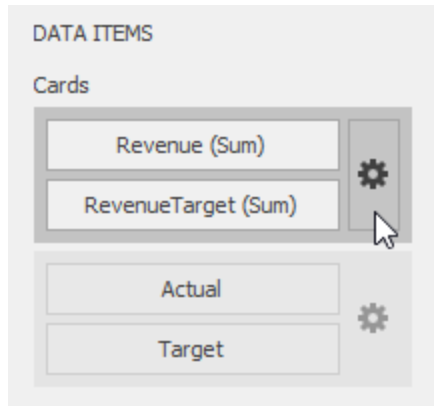 DATA ITEMS
Cards
Revenue (Sum)
RevenueTarget (Sum)
Actual
Target